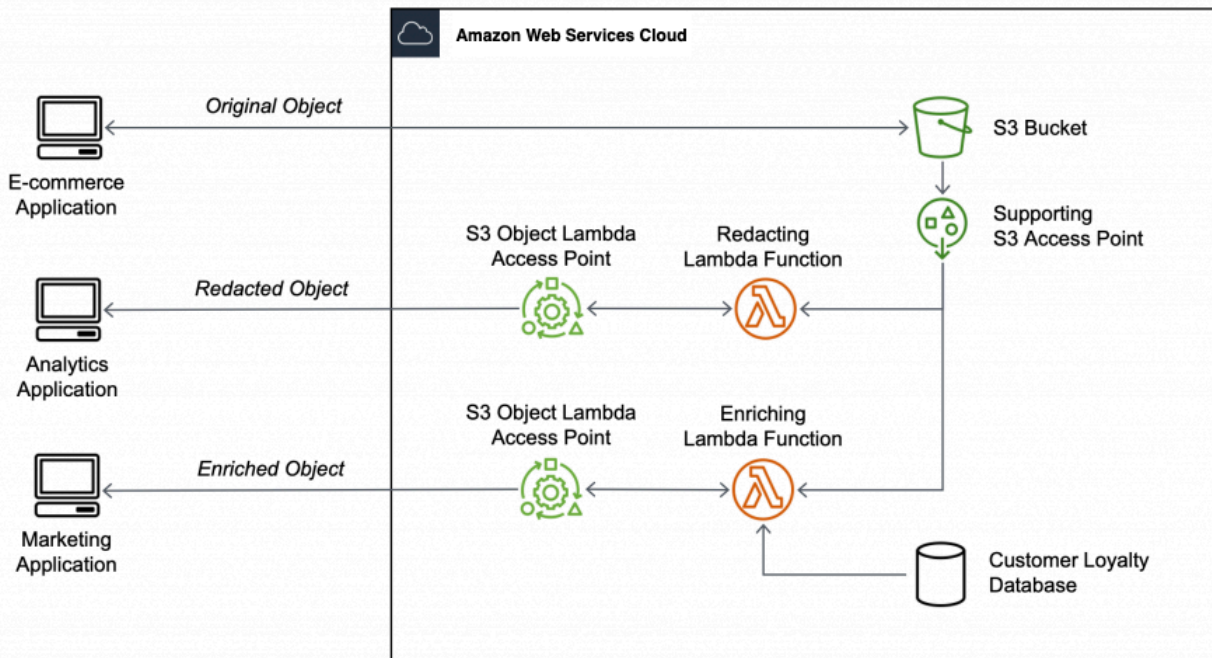 Amazon Web Services Cloud
Original Object
S3 Bucket
E-commerce
Application
Supporting
S3 Access Point
S3 Object Lambda
Access Point
Redacting
Lambda Function
Redacted Object
Analytics
Application
S3 Object Lambda
Access Point
Enriching
Lambda Function
Enriched Object
Marketing
Application
Customer Loyalty
Database